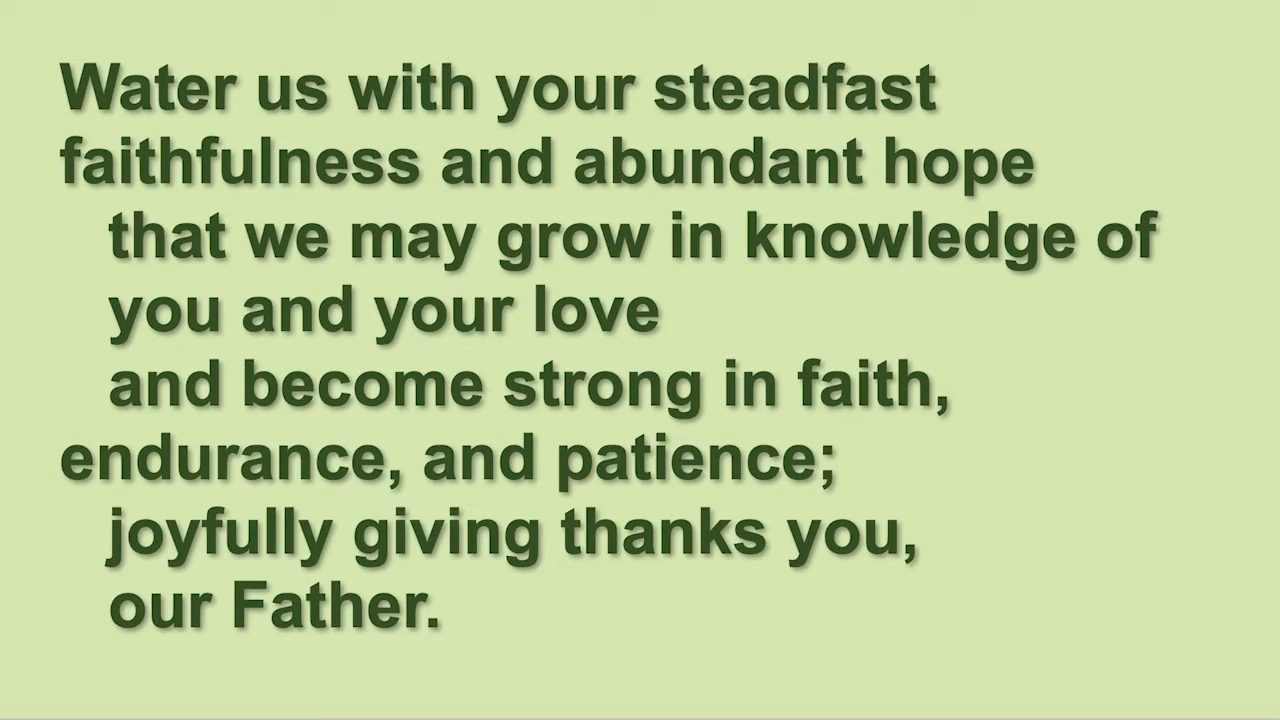 Water us with your steadfast
faithfulness and abundant hope
that we may grow in knowledge of
you and your love
and become strong in faith,
endurance, and patience;
joyfully giving thanks you,
our Father.